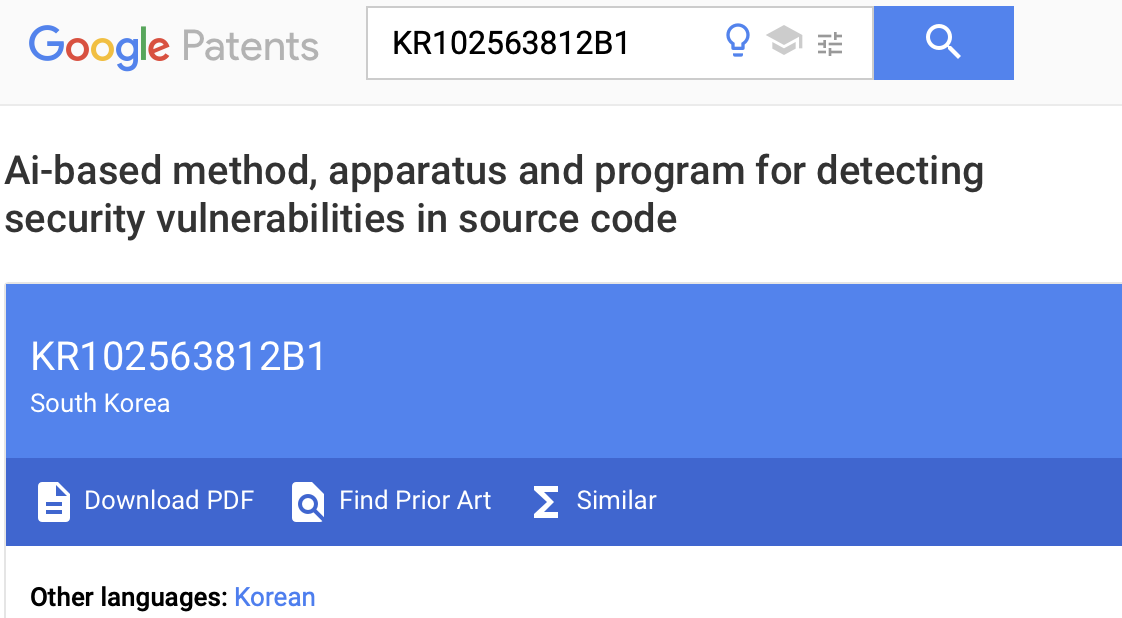 Google Patents
KR102563812B1
Ai-based method, apparatus and program for detecting
security vulnerabilities in source code
KR102563812B1
South Korea
Download PDF Find Prior Art Similar
Other languages: Korean